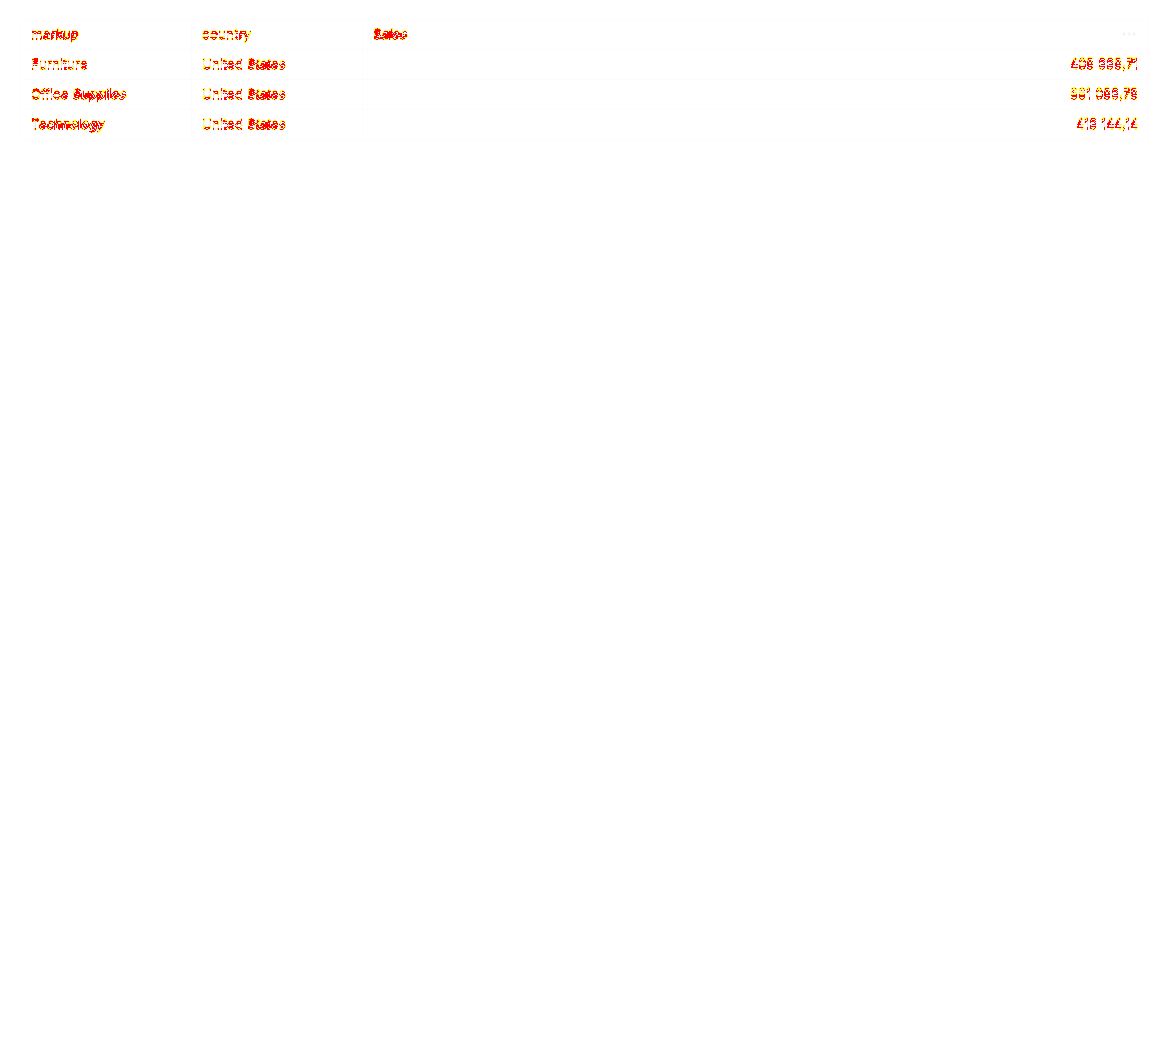 markup country Sales
Furniture United States
Office Supplies United States
Technology United States